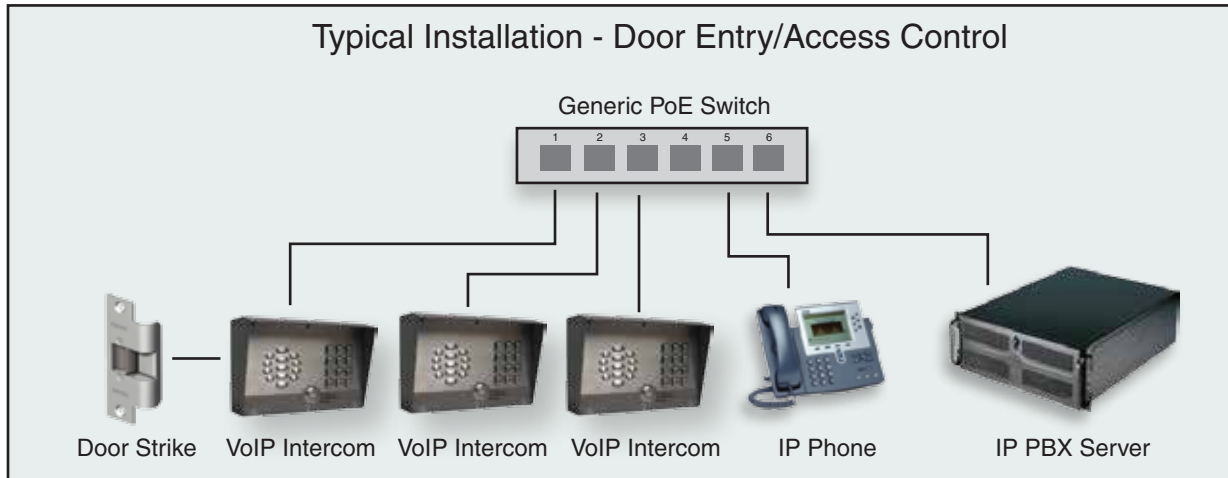 Typical Installation - Door Entry/Access Control
Generic PoE Switch
1 2 3 4 5 6
Door Strike VoIP Intercom VoIP Intercom VoIP Intercom IP Phone IP PBX Server